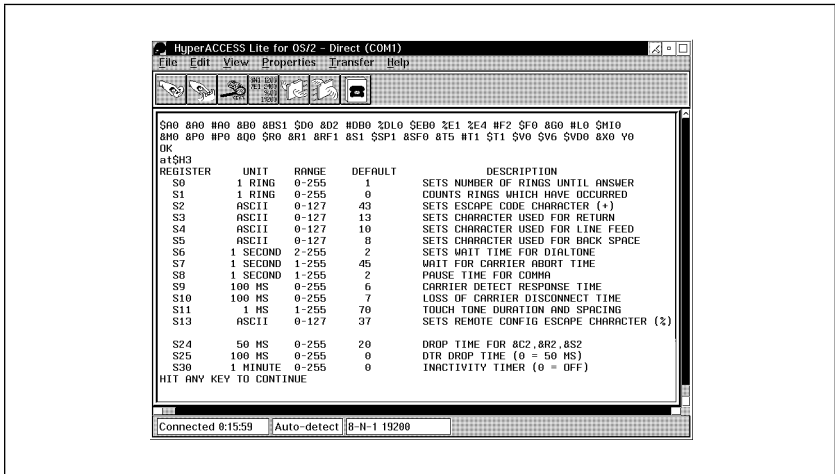 HyperACCESS Lite for OS/2 - Direct (COM1)
File Edit View Properties Transfer Help
$A0 &A0 #A0 &B0 &BS1 $D0 &D2 #DB0 %DL0 $EB0 %E1 %E4 #F2 $F0 &G0 #L0 $MI0
&M0 &P0 #P0 &Q0 $R0 &R1 &RF1 &S1 $SP1 &SF0 &T5 #T1 $T1 $V0 $V6 $VD0 &X0 Y0
OK
at$H3
REGISTER UNIT RANGE DEFAULT DESCRIPTION
S0 1 RING 0-255 1 SETS NUMBER OF RINGS UNTIL ANSWER
S1 1 RING 0-255 0 COUNTS RINGS WHICH HAVE OCCURRED
S2 ASCII 0-127 43 SETS ESCAPE CODE CHARACTER (+)
S3 ASCII 0-127 13 SETS CHARACTER USED FOR RETURN
S4 ASCII 0-127 10 SETS CHARACTER USED FOR LINE FEED
S5 ASCII 0-127 8 SETS CHARACTER USED FOR BACK SPACE
S6 1 SECOND 2-255 2 SETS WAIT TIME FOR DIALTONE
S7 1 SECOND 1-255 45 WAIT FOR CARRIER ABORT TIME
S8 1 SECOND 1-255 2 PAUSE TIME FOR COMMA
S9 100 MS 0-255 6 CARRIER DETECT RESPONSE TIME
S10 100 MS 0-255 7 LOSS OF CARRIER DISCONNECT TIME
S11 1 MS 1-255 70 TOUCH TONE DURATION AND SPACING
S13 ASCII 0-127 37 SETS REMOTE CONFIG ESCAPE CHARACTER (%)
S24 50 MS 0-255 20 DROP TIME FOR &C2,&R2,&S2
S25 100 MS 0-255 0 DTR DROP TIME (0 = 50 MS)
S30 1 MINUTE 0-255 0 INACTIVITY TIMER (0 = OFF)
HIT ANY KEY TO CONTINUE
Connected 0:15:59 Auto-detect 8-N-1 19200